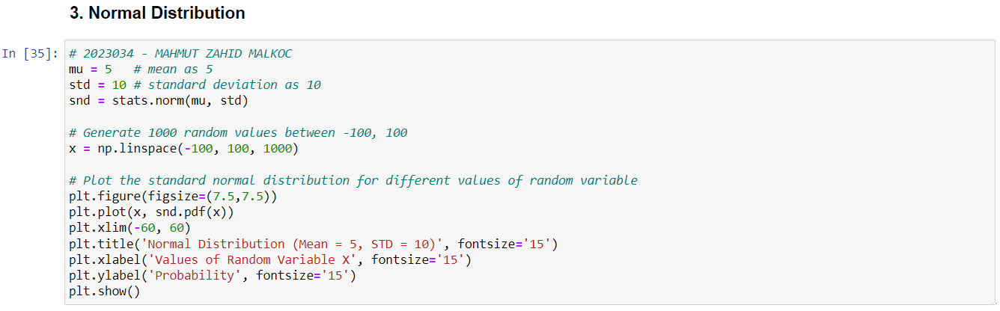 3. Normal Distribution
In [35]:
# 2023034 - MAHMUT ZAHID MALKOC
mu = 5   # mean as 5
std = 10 # standard deviation as 10
snd = stats.norm(mu, std)
# Generate 1000 random values between -100, 100
x = np.linspace(-100, 100, 1000)
# Plot the standard normal distribution for different values of random variable
plt.figure(figsize=(7.5,7.5))
plt.plot(x, snd.pdf(x))
plt.xlim(-60, 60)
plt.title('Normal Distribution (Mean = 5, STD = 10)', fontsize='15')
plt.xlabel('Values of Random Variable X', fontsize='15')
plt.ylabel('Probability', fontsize='15')
plt.show()